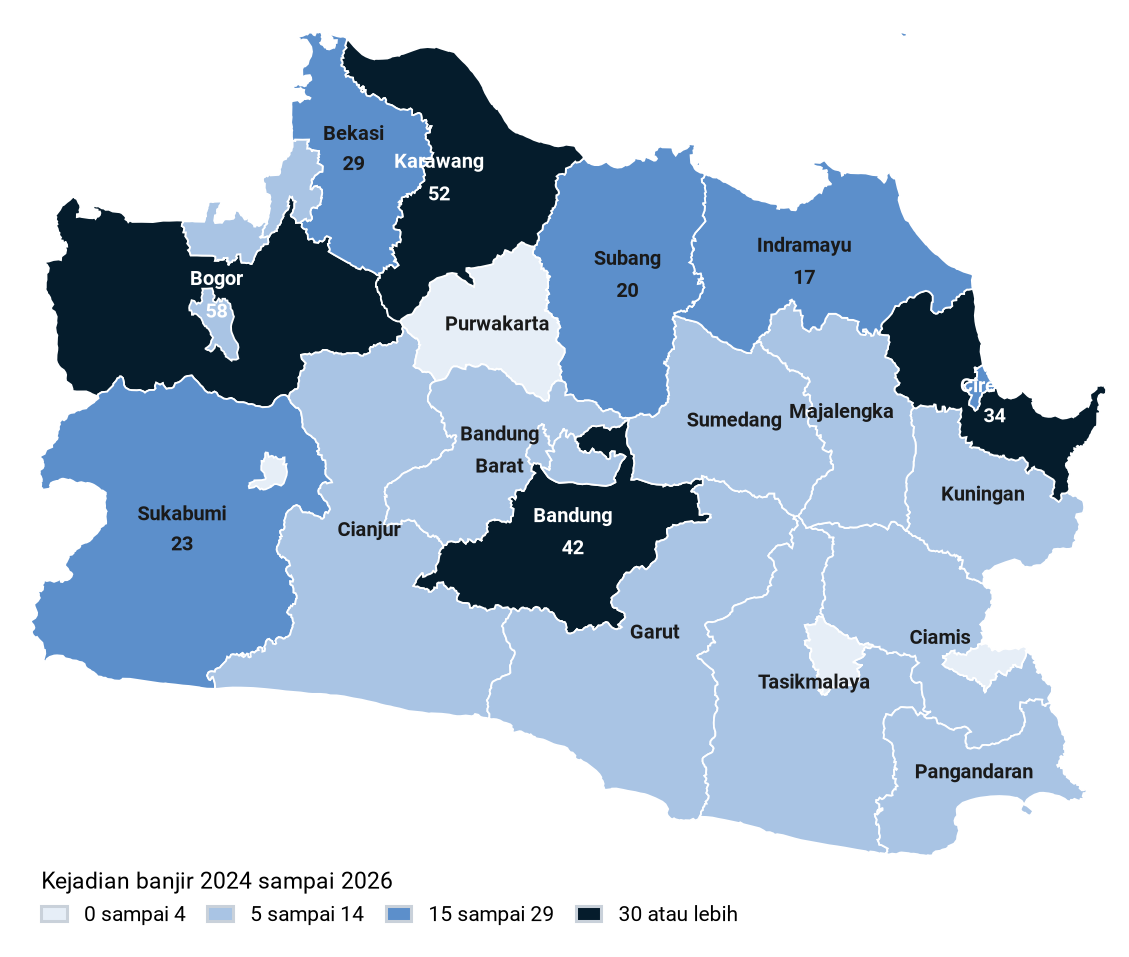 Bekasi
29
Karawang
52
Subang
20
Indramayu
17
Bogor
58
Purwakarta
34
Sumedang
Majalengka
Bandung
Barat
Kuningan
Sukabumi
23
Cianjur
Bandung
42
Garut
Ciamis
Tasikmalaya
Pangandaran
Kejadian banjir 2024 sampai 2026
0 sampai 4
5 sampai 14
15 sampai 29
30 atau lebih